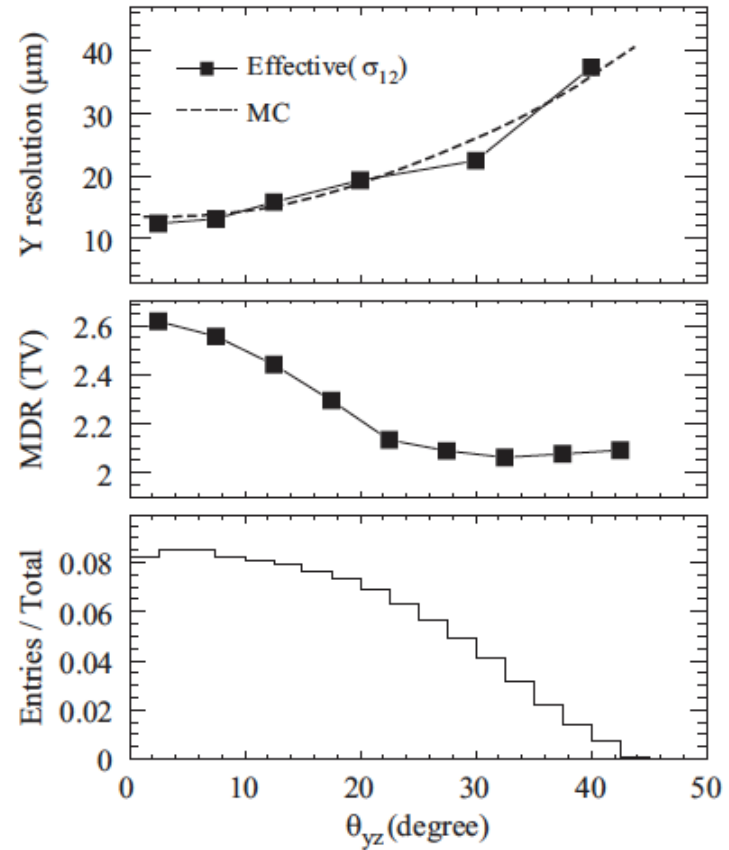 Y resolution (μm)
40
30
20
10
Effective( σ₁₂)
MC
MDR (TV)
2.6
2.4
2.2
2
Entries / Total
0.08
0.06
0.04
0.02
0
0 10 20 30 40 50
θyz (degree)